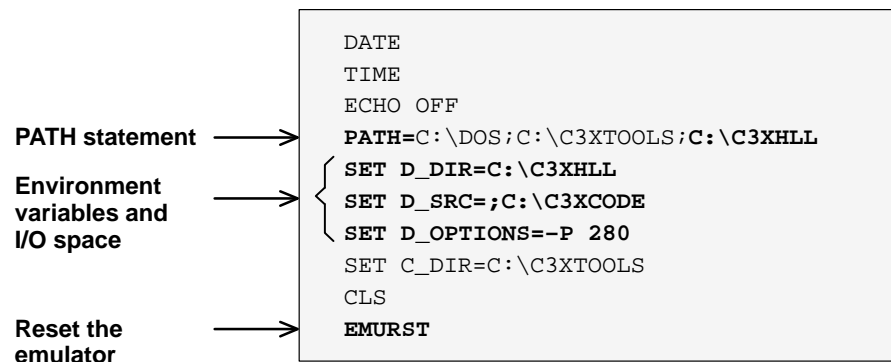 DATE
TIME
ECHO OFF
PATH statement
PATH=C:\DOS;C:\C3XTOOLS;C:\C3XHLL
Environment
variables and
I/O space
SET D_DIR=C:\C3XHLL
SET D_SRC=;C:\C3XCODE
SET D_OPTIONS=–P 280
SET C_DIR=C:\C3XTOOLS
CLS
Reset the
emulator
EMURST